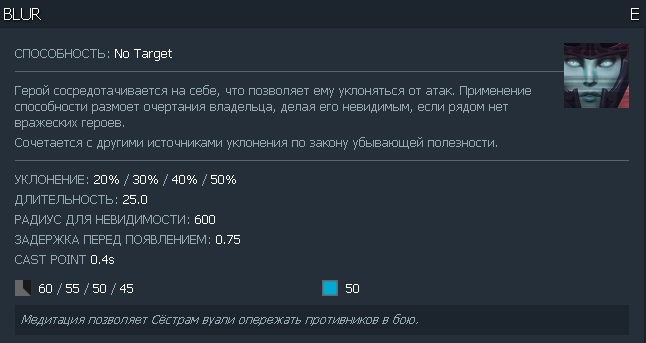 BLUR E
СПОСОБНОСТЬ: No Target
Герой сосредотачивается на себе, что позволяет ему уклоняться от атак. Применение
способности размоет очертания владельца, делая его невидимым, если рядом нет
вражеских героев.
Сочетается с другими источниками уклонения по закону убывающей полезности.
УКЛОНЕНИЕ: 20% / 30% / 40% / 50%
ДЛИТЕЛЬНОСТЬ: 25.0
РАДИУС ДЛЯ НЕВИДИМОСТИ: 600
ЗАДЕРЖКА ПЕРЕД ПОЯВЛЕНИЕМ: 0.75
CAST POINT 0.4s
60 / 55 / 50 / 45 50
Медитация позволяет Сёстрам вуали опережать противников в бою.